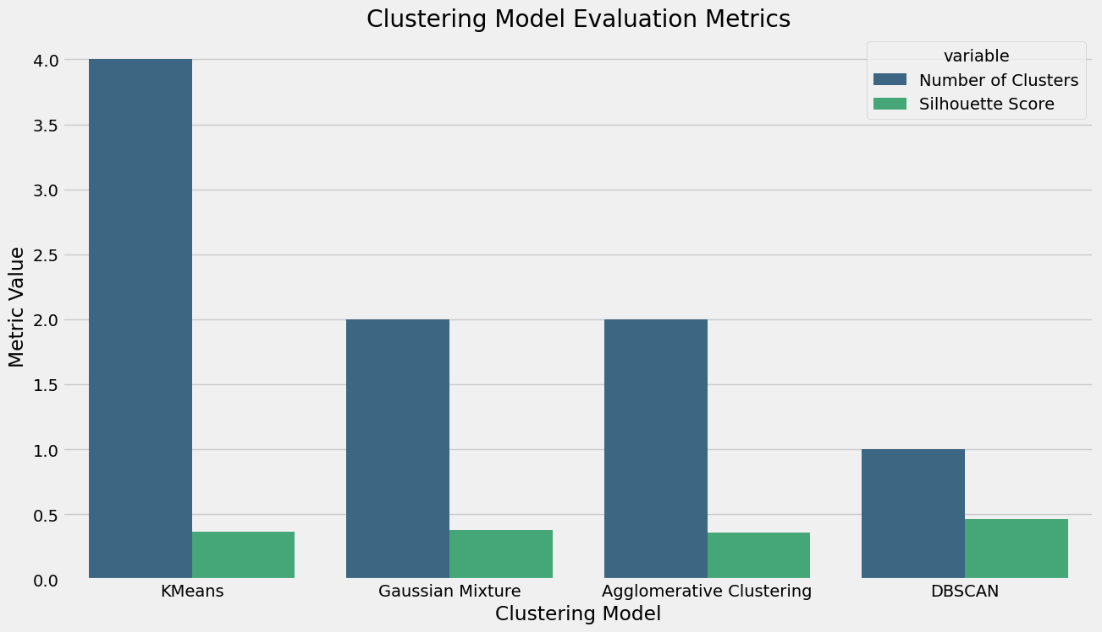 Clustering Model Evaluation Metrics
variable
Number of Clusters
Silhouette Score
Metric Value
4.0
3.5
3.0
2.5
2.0
1.5
1.0
0.5
0.0
KMeans
Gaussian Mixture
Agglomerative Clustering
DBSCAN
Clustering Model